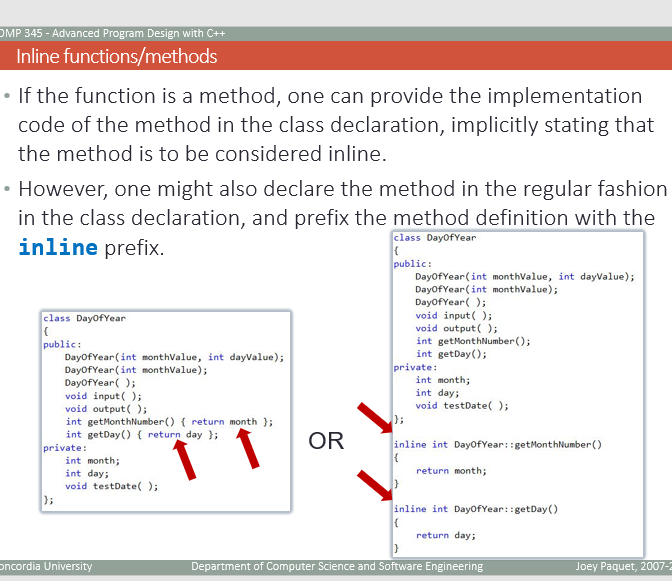 OMP 345 - Advanced Program Design with C++
Inline functions/methods
• If the function is a method, one can provide the implementation
code of the method in the class declaration, implicitly stating that
the method is to be considered inline.
• However, one might also declare the method in the regular fashion
in the class declaration, and prefix the method definition with the
inline prefix.
class DayOfYear
{
public:
DayOfYear(int monthValue, int dayValue);
DayOfYear(int monthValue);
DayOfYear( );
void input( );
void output( );
int getMonthNumber() { return month };
int getDay() { return day };
private:
int month;
int day;
void testDate( );
};
OR
class DayOfYear
{
public:
DayOfYear(int monthValue, int dayValue);
DayOfYear(int monthValue);
DayOfYear( );
void input( );
void output( );
int getMonthNumber();
int getDay();
private:
int month;
int day;
void testDate( );
};
inline int DayOfYear::getMonthNumber()
{
return month;
}
inline int DayOfYear::getDay()
{
return day;
}
oncordia University
Department of Computer Science and Software Engineering
Joey Paquet, 2007-2